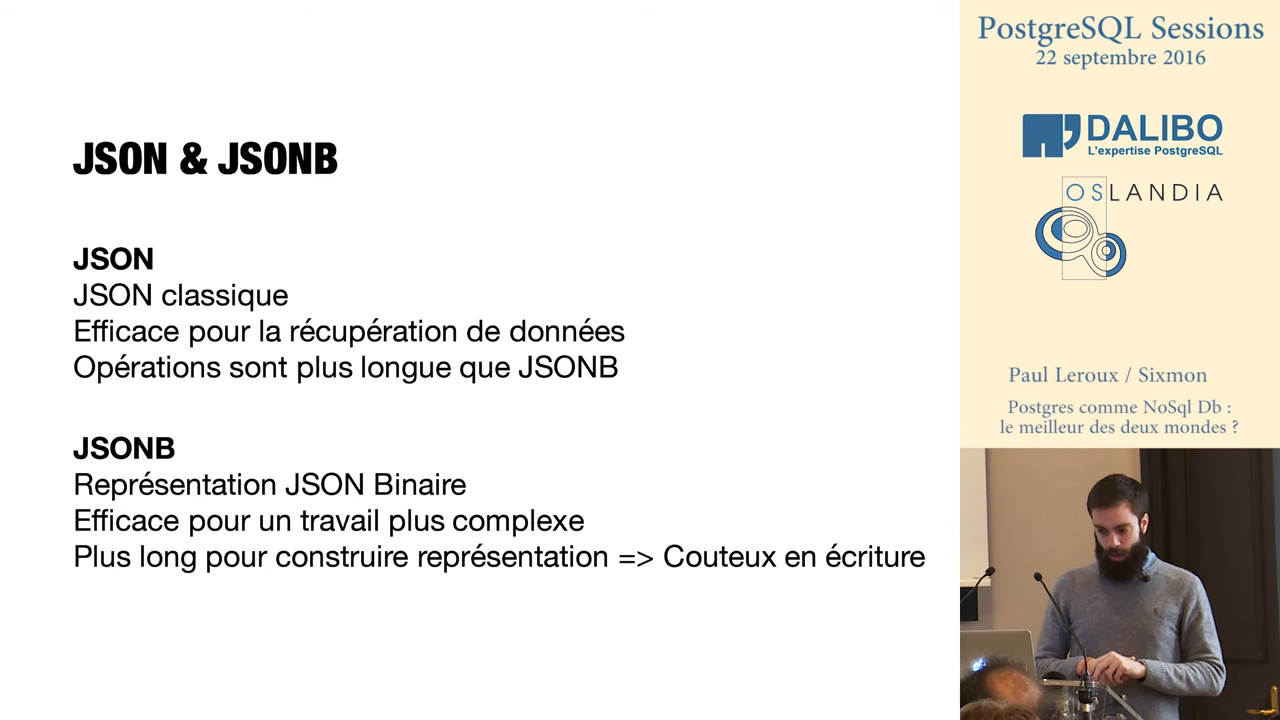 JSON & JSONB
JSON
JSON classique
Efficace pour la récupération de données
Opérations sont plus longue que JSONB
JSONB
Représentation JSON Binaire
Efficace pour un travail plus complexe
Plus long pour construire représentation => Couteux en écriture
PostgreSQL Sessions
22 septembre 2016
DALIBO
L'expertise PostgreSQL
OSLANDIA
Paul Leroux / Sixmon
Postgres comme NoSql Db :
le meilleur des deux mondes ?